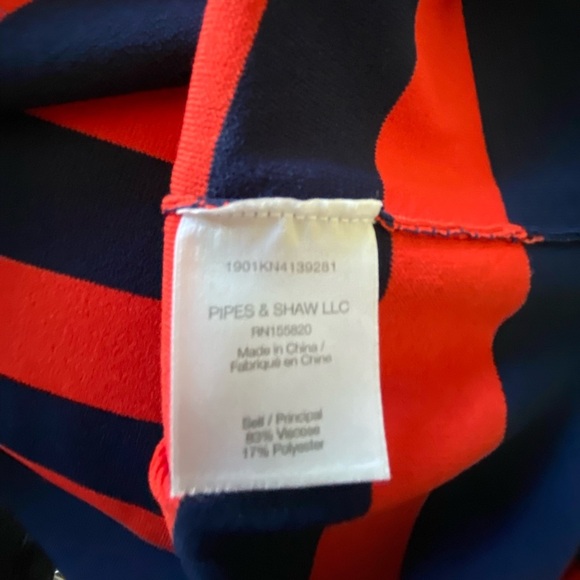 1901KN4139281
PIPES & SHAW LLC
RN155820
Made in China /
Fabriqué en Chine
Self / Principal
83% Viscose
17% Polyester